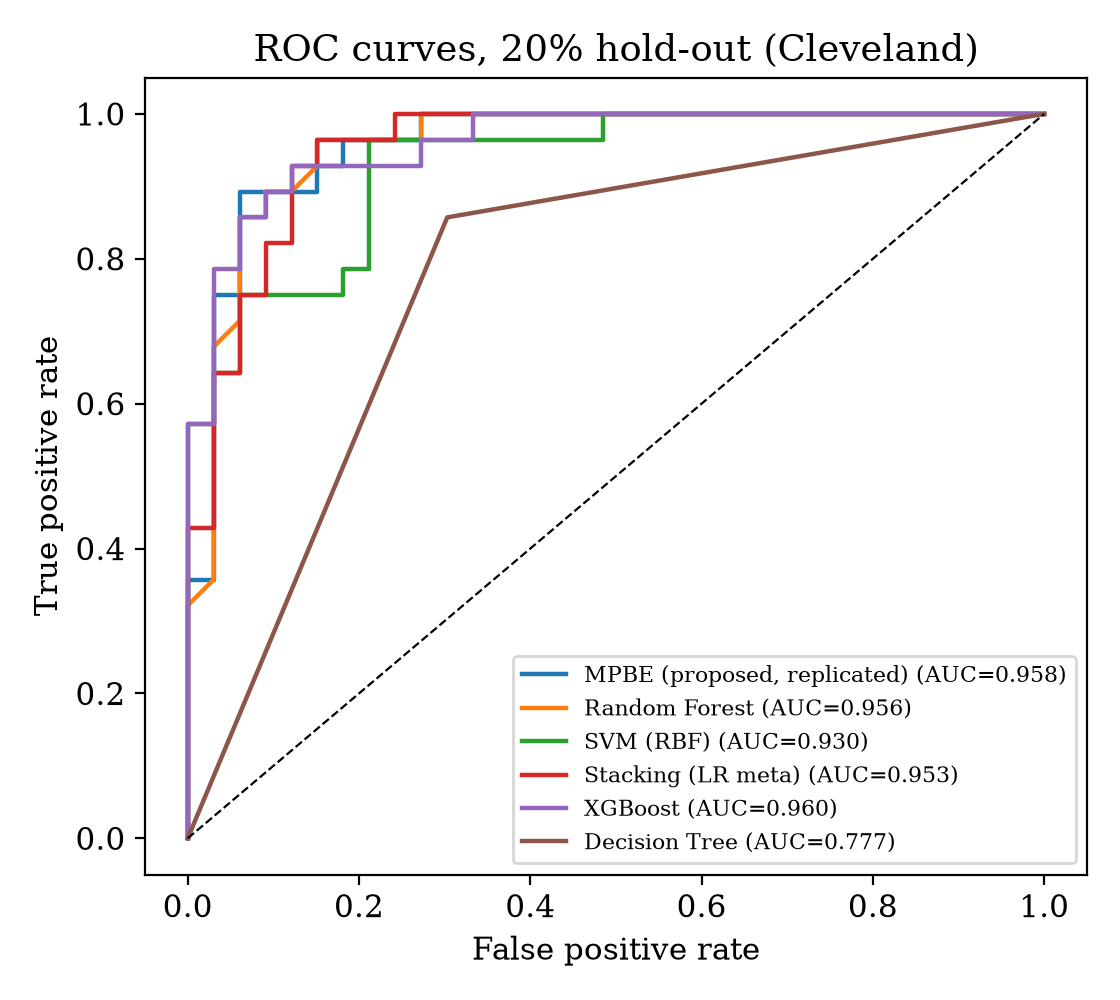 ROC curves, 20% hold-out (Cleveland)
1.0
0.8
0.6
0.4
0.2
0.0
True positive rate
MPBE (proposed, replicated) (AUC=0.958)
Random Forest (AUC=0.956)
SVM (RBF) (AUC=0.930)
Stacking (LR meta) (AUC=0.953)
XGBoost (AUC=0.960)
Decision Tree (AUC=0.777)
0.0 0.2 0.4 0.6 0.8 1.0
False positive rate